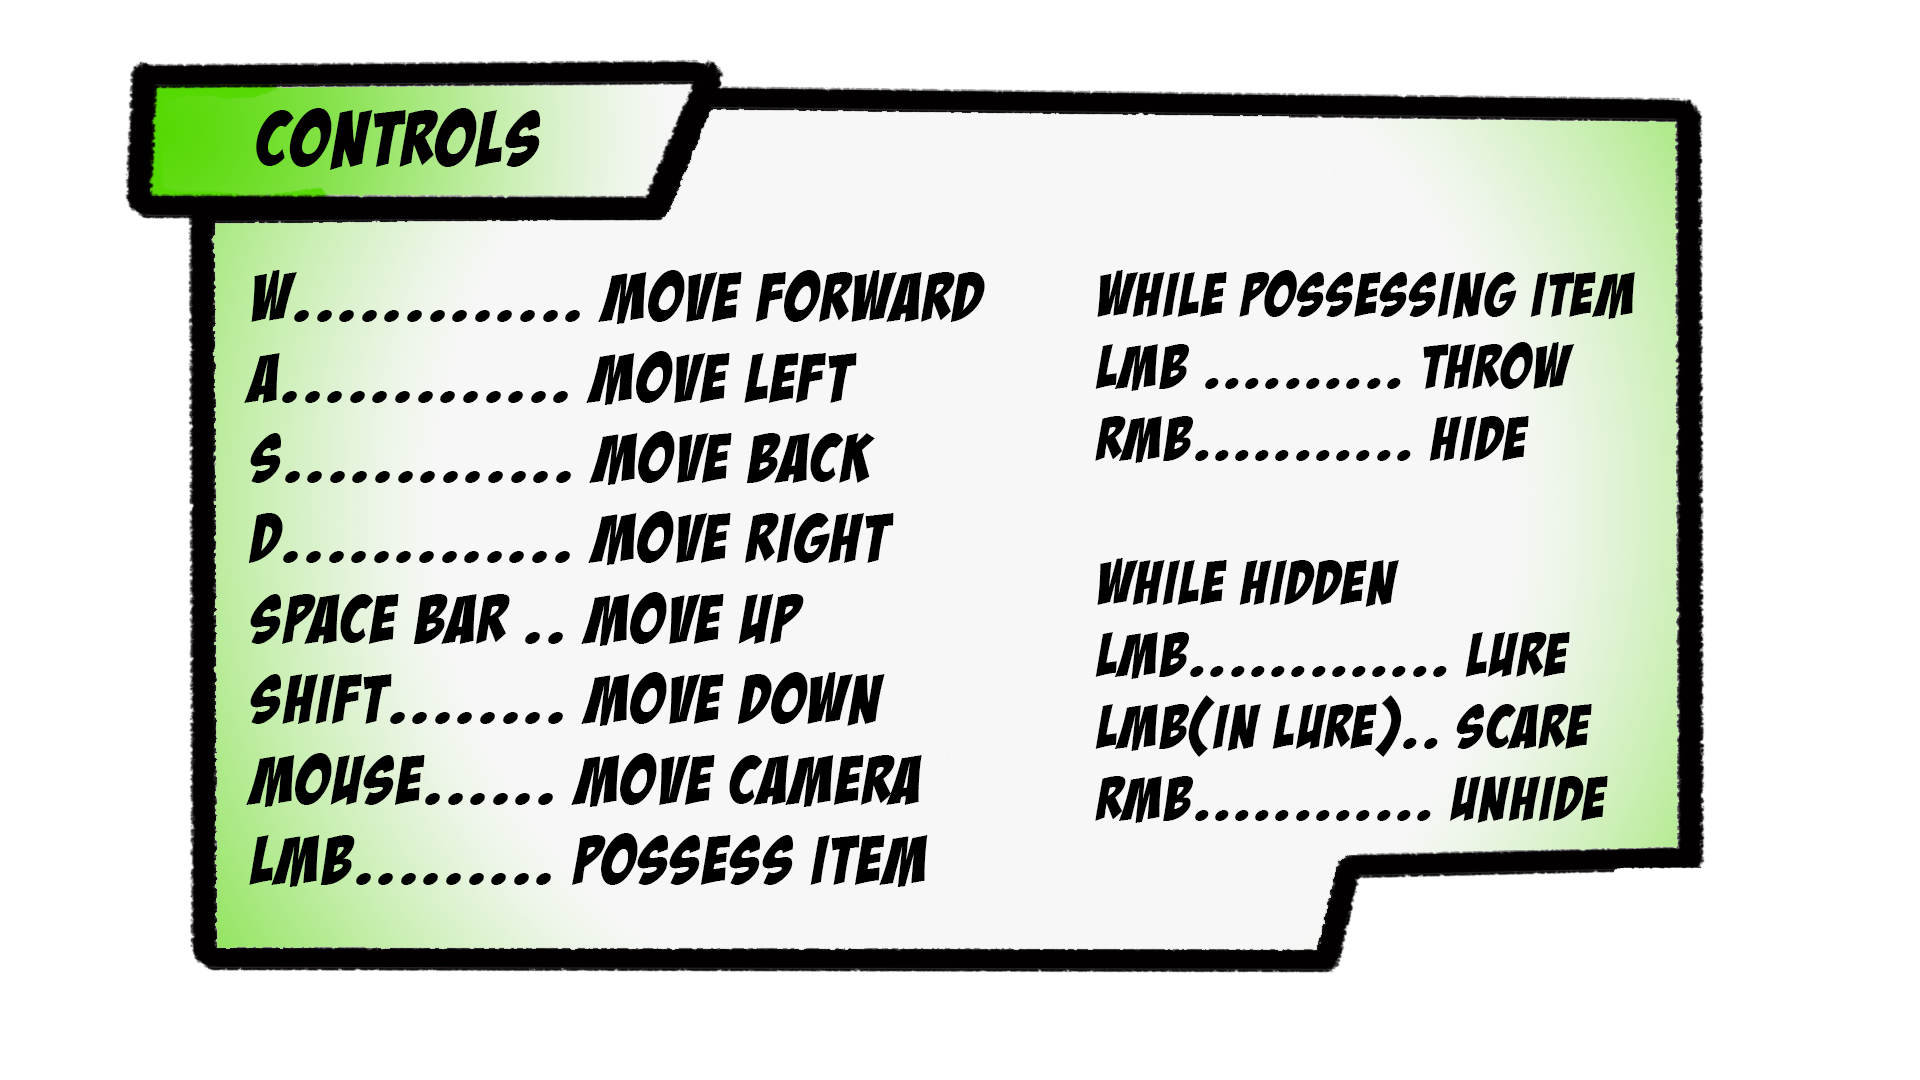 CONTROLS
W............. MOVE FORWARD
A............. MOVE LEFT
S............. MOVE BACK
D............. MOVE RIGHT
SPACE BAR .. MOVE UP
SHIFT........ MOVE DOWN
MOUSE...... MOVE CAMERA
LMB......... POSSESS ITEM
WHILE POSSESSING ITEM
LMB .......... THROW
RMB........... HIDE
WHILE HIDDEN
LMB............. LURE
LMB(IN LURE).. SCARE
RMB............ UNHIDE